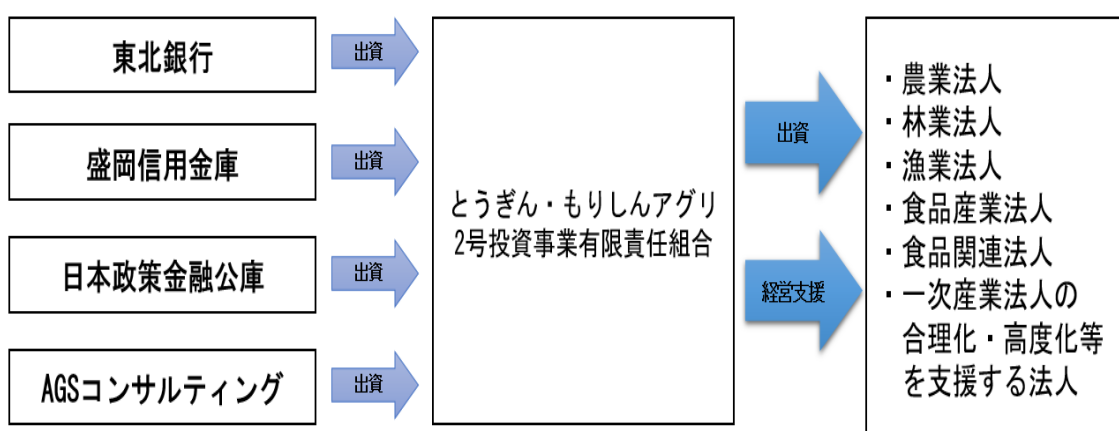 東北銀行
出資
盛岡信用金庫
出資
日本政策金融公庫
出資
AGSコンサルティング
出資
とうぎん・もりしんアグリ
2号投資事業有限責任組合
出資
経営支援
・農業法人
・林業法人
・漁業法人
・食品産業法人
・食品関連法人
・一次産業法人の
合理化・高度化等
を支援する法人